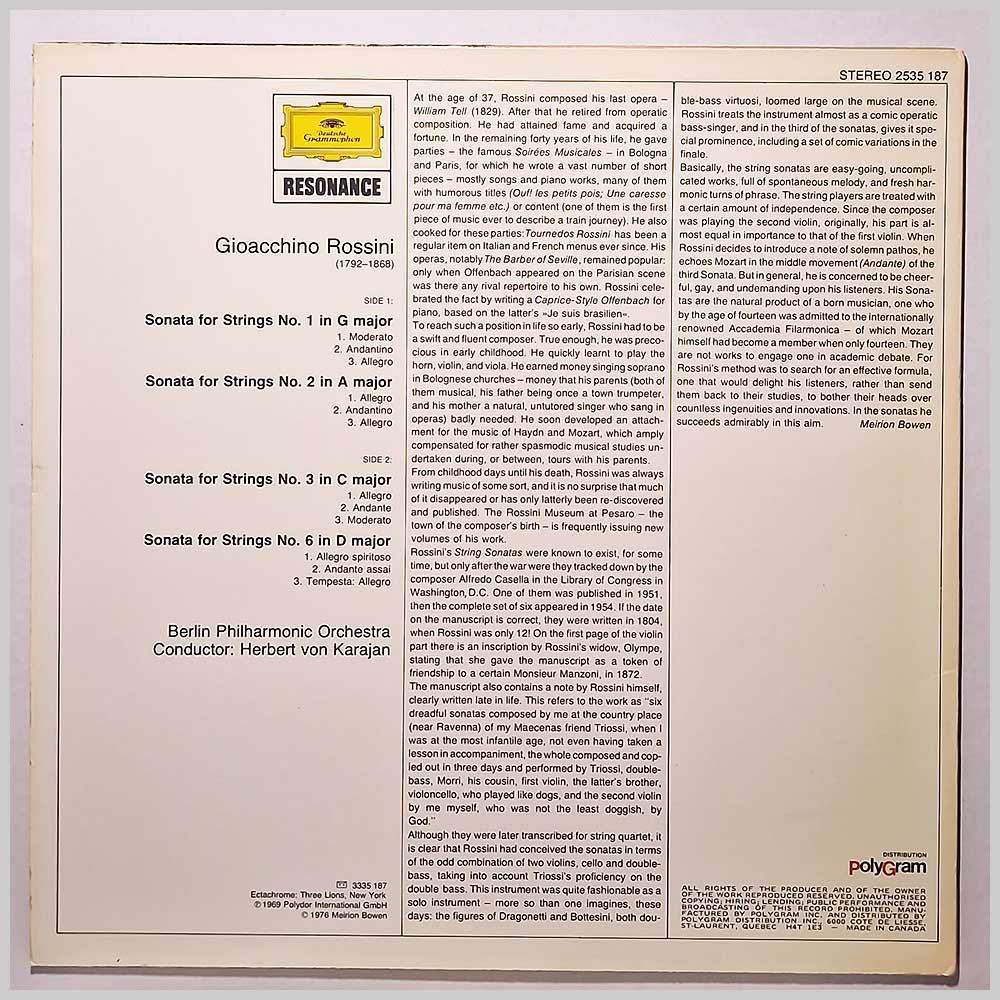 STEREO 2535 187
Deutsche
Grammophon
RESONANCE
Gioacchino Rossini
(1792–1868)
SIDE 1:
Sonata for Strings No. 1 in G major
1. Moderato
2. Andantino
3. Allegro
Sonata for Strings No. 2 in A major
1. Allegro
2. Andantino
3. Allegro
SIDE 2:
Sonata for Strings No. 3 in C major
1. Allegro
2. Andante
3. Moderato
Sonata for Strings No. 6 in D major
1. Allegro spiritoso
2. Andante assai
3. Tempesta: Allegro
Berlin Philharmonic Orchestra
Conductor: Herbert von Karajan
3335 187
Ectachrome: Three Lions, New York
℗ 1969 Polydor International GmbH
© 1976 Meirion Bowen
At the age of 37, Rossini composed his last opera –
William Tell (1829). After that he retired from operatic
composition. He had attained fame and acquired a
fortune. In the remaining forty years of his life, he gave
parties – the famous Soirées Musicales – in Bologna
and Paris, for which he wrote a vast number of short
pieces – mostly songs and piano works, many of them
with humorous titles (Ouf! les petits pois; Une caresse
pour ma femme etc.) or content (one of them is the first
piece of music ever to describe a train journey). He also
cooked for these parties: Tournedos Rossini has been a
regular item on Italian and French menus ever since. His
operas, notably The Barber of Seville, remained popular:
only when Offenbach appeared on the Parisian scene
was there any rival repertoire to his own. Rossini cele-
brated the fact by writing a Caprice-Style Offenbach for
piano, based on the latter's »Je suis brasilien«.
To reach such a position in life so early, Rossini had to be
a swift and fluent composer. True enough, he was preco-
cious in early childhood. He quickly learnt to play the
horn, violin, and viola. He earned money singing soprano
in Bolognese churches – money that his parents (both of
them musical, his father being once a town trumpeter,
and his mother a natural, untutored singer who sang in
operas) badly needed. He soon developed an attach-
ment for the music of Haydn and Mozart, which amply
compensated for rather spasmodic musical studies un-
dertaken during, or between, tours with his parents.
From childhood days until his death, Rossini was always
writing music of some sort, and it is no surprise that much
of it disappeared or has only latterly been re-discovered
and published. The Rossini Museum at Pesaro – the
town of the composer's birth – is frequently issuing new
volumes of his work.
Rossini's String Sonatas were known to exist, for some
time, but only after the war were they tracked down by the
composer Alfredo Casella in the Library of Congress in
Washington, D.C. One of them was published in 1951,
then the complete set of six appeared in 1954. If the date
on the manuscript is correct, they were written in 1804,
when Rossini was only 12! On the first page of the violin
part there is an inscription by Rossini's widow, Olympe,
stating that she gave the manuscript as a token of
friendship to a certain Monsieur Manzoni, in 1872.
The manuscript also contains a note by Rossini himself,
clearly written late in life. This refers to the work as "six
dreadful sonatas composed by me at the country place
(near Ravenna) of my Maecenas friend Triossi, when I
was at the most infantile age, not even having taken a
lesson in accompaniment, the whole composed and cop-
ied out in three days and performed by Triossi, double-
bass, Morri, his cousin, first violin, the latter's brother,
violoncello, who played like dogs, and the second violin
by me myself, who was not the least doggish, by
God."
Although they were later transcribed for string quartet, it
is clear that Rossini had conceived the sonatas in terms
of the odd combination of two violins, cello and double-
bass, taking into account Triossi's proficiency on the
double bass. This instrument was quite fashionable as a
solo instrument – more so than one imagines, these
days: the figures of Dragonetti and Bottesini, both dou-
ble-bass virtuosi, loomed large on the musical scene.
Rossini treats the instrument almost as a comic operatic
bass-singer, and in the third of the sonatas, gives it spe-
cial prominence, including a set of comic variations in the
finale.
Basically, the string sonatas are easy-going, uncompli-
cated works, full of spontaneous melody, and fresh har-
monic turns of phrase. The string players are treated with
a certain amount of independence. Since the composer
was playing the second violin, originally, his part is al-
most equal in importance to that of the first violin. When
Rossini decides to introduce a note of solemn pathos, he
echoes Mozart in the middle movement (Andante) of the
third Sonata. But in general, he is concerned to be cheer-
ful, gay, and undemanding upon his listeners. His Sona-
tas are the natural product of a born musician, one who
by the age of fourteen was admitted to the internationally
renowned Accademia Filarmonica – of which Mozart
himself had become a member when only fourteen. They
are not works to engage one in academic debate. For
Rossini's method was to search for an effective formula,
one that would delight his listeners, rather than send
them back to their studies, to bother their heads over
countless ingenuities and innovations. In the sonatas he
succeeds admirably in this aim. Meirion Bowen
DISTRIBUTION
PolyGram
ALL RIGHTS OF THE PRODUCER AND OF THE OWNER
OF THE WORK REPRODUCED RESERVED. UNAUTHORISED
COPYING; HIRING; LENDING; PUBLIC PERFORMANCE AND
BROADCASTING OF THIS RECORD PROHIBITED. MANU-
FACTURED BY POLYGRAM INC. AND DISTRIBUTED BY
POLYGRAM DISTRIBUTION INC., 6000 COTE DE LIESSE,
ST-LAURENT, QUEBEC H4T 1E3 – MADE IN CANADA